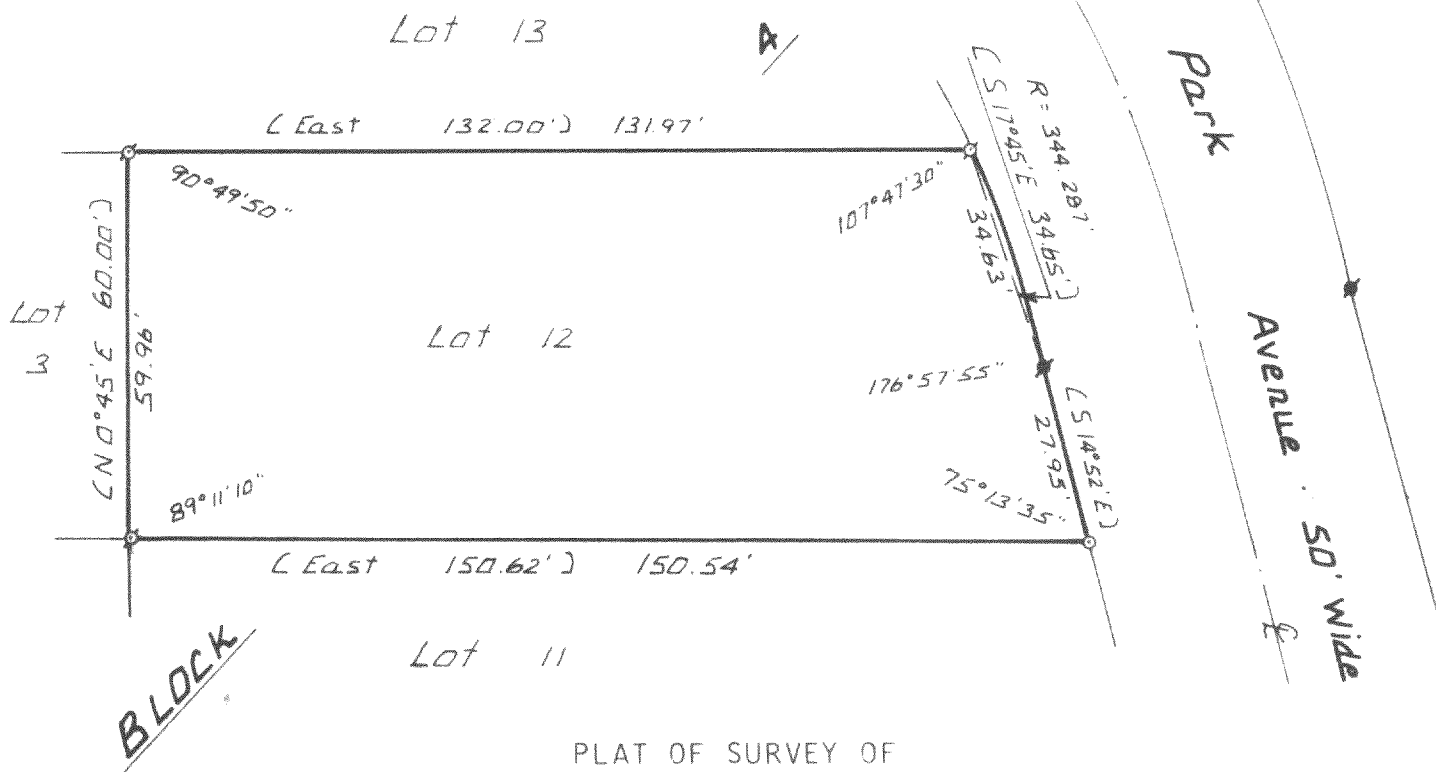 Lot 13
4
(East 132.00') 131.97'
90°49'50"
107°47'30"
R= 344.287'
(S 17°45'E 34.65')
34.63'
Park
Avenue . 50' wide
Lot
3
(N 0°45'E 60.00')
59.96'
Lot 12
176°57'55"
(S 14°52'E)
27.95'
89°11'10"
75°13'35"
(East 150.62') 150.54'
BLOCK
Lot 11
℄
PLAT OF SURVEY OF